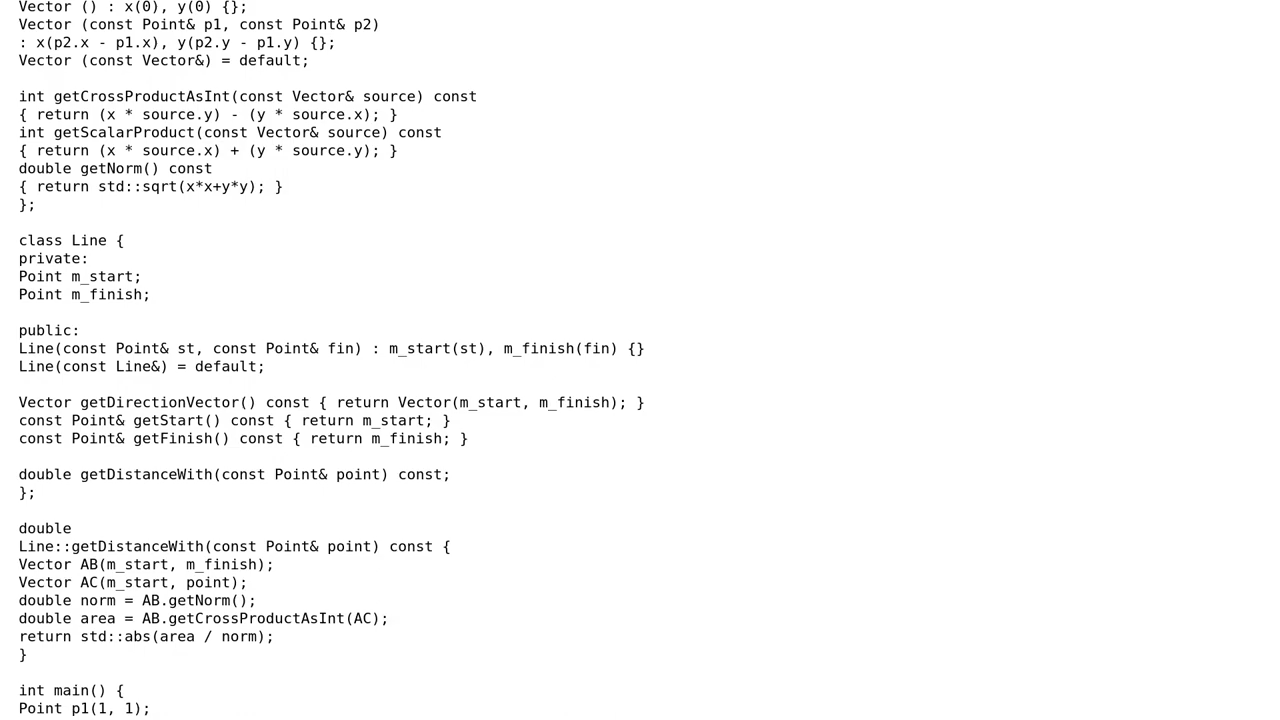 Vector () : x(0), y(0) {};
Vector (const Point& p1, const Point& p2)
: x(p2.x - p1.x), y(p2.y - p1.y) {};
Vector (const Vector&) = default;
int getCrossProductAsInt(const Vector& source) const
{ return (x * source.y) - (y * source.x); }
int getScalarProduct(const Vector& source) const
{ return (x * source.x) + (y * source.y); }
double getNorm() const
{ return std::sqrt(x*x+y*y); }
};
class Line {
private:
Point m_start;
Point m_finish;
public:
Line(const Point& st, const Point& fin) : m_start(st), m_finish(fin) {}
Line(const Line&) = default;
Vector getDirectionVector() const { return Vector(m_start, m_finish); }
const Point& getStart() const { return m_start; }
const Point& getFinish() const { return m_finish; }
double getDistanceWith(const Point& point) const;
};
double
Line::getDistanceWith(const Point& point) const {
Vector AB(m_start, m_finish);
Vector AC(m_start, point);
double norm = AB.getNorm();
double area = AB.getCrossProductAsInt(AC);
return std::abs(area / norm);
}
int main() {
Point p1(1, 1);